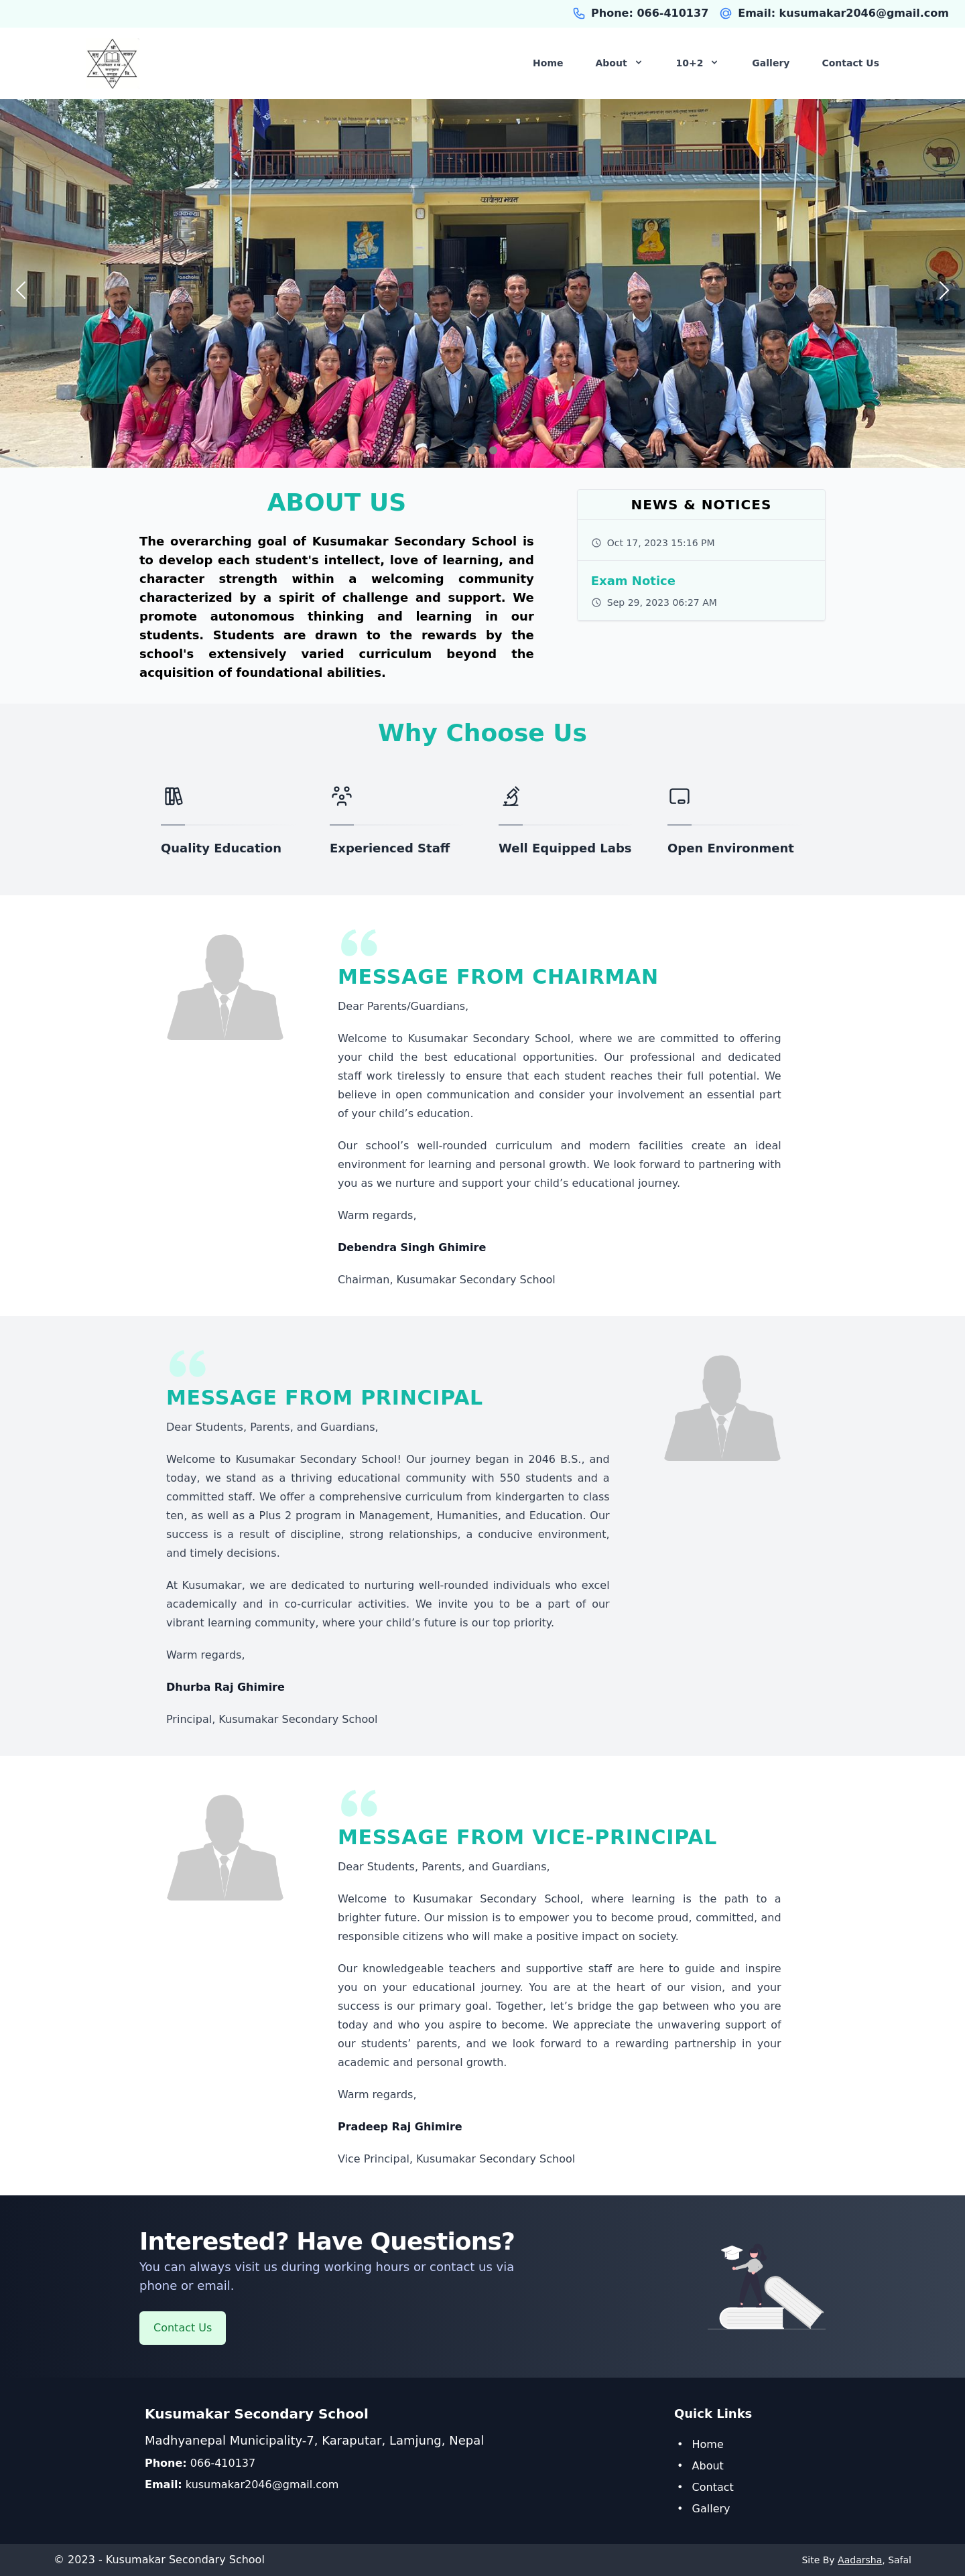 Phone: 066-410137 Email: kusumakar2046@gmail.com
Home About 10+2 Gallery Contact Us
कार्यालय भवन
ABOUT US
The overarching goal of Kusumakar Secondary School is
to develop each student's intellect, love of learning, and
character strength within a welcoming community
characterized by a spirit of challenge and support. We
promote autonomous thinking and learning in our
students. Students are drawn to the rewards by the
school's extensively varied curriculum beyond the
acquisition of foundational abilities.
NEWS & NOTICES
Oct 17, 2023 15:16 PM
Exam Notice
Sep 29, 2023 06:27 AM
Why Choose Us
Quality Education
Experienced Staff
Well Equipped Labs
Open Environment
MESSAGE FROM CHAIRMAN
Dear Parents/Guardians,
Welcome to Kusumakar Secondary School, where we are committed to offering
your child the best educational opportunities. Our professional and dedicated
staff work tirelessly to ensure that each student reaches their full potential. We
believe in open communication and consider your involvement an essential part
of your child’s education.
Our school’s well-rounded curriculum and modern facilities create an ideal
environment for learning and personal growth. We look forward to partnering with
you as we nurture and support your child’s educational journey.
Warm regards,
Debendra Singh Ghimire
Chairman, Kusumakar Secondary School
MESSAGE FROM PRINCIPAL
Dear Students, Parents, and Guardians,
Welcome to Kusumakar Secondary School! Our journey began in 2046 B.S., and
today, we stand as a thriving educational community with 550 students and a
committed staff. We offer a comprehensive curriculum from kindergarten to class
ten, as well as a Plus 2 program in Management, Humanities, and Education. Our
success is a result of discipline, strong relationships, a conducive environment,
and timely decisions.
At Kusumakar, we are dedicated to nurturing well-rounded individuals who excel
academically and in co-curricular activities. We invite you to be a part of our
vibrant learning community, where your child’s future is our top priority.
Warm regards,
Dhurba Raj Ghimire
Principal, Kusumakar Secondary School
MESSAGE FROM VICE-PRINCIPAL
Dear Students, Parents, and Guardians,
Welcome to Kusumakar Secondary School, where learning is the path to a
brighter future. Our mission is to empower you to become proud, committed, and
responsible citizens who will make a positive impact on society.
Our knowledgeable teachers and supportive staff are here to guide and inspire
you on your educational journey. You are at the heart of our vision, and your
success is our primary goal. Together, let’s bridge the gap between who you are
today and who you aspire to become. We appreciate the unwavering support of
our students’ parents, and we look forward to a rewarding partnership in your
academic and personal growth.
Warm regards,
Pradeep Raj Ghimire
Vice Principal, Kusumakar Secondary School
Interested? Have Questions?
You can always visit us during working hours or contact us via
phone or email.
Contact Us
Kusumakar Secondary School
Madhyanepal Municipality-7, Karaputar, Lamjung, Nepal
Phone: 066-410137
Email: kusumakar2046@gmail.com
Quick Links
• Home
• About
• Contact
• Gallery
© 2023 - Kusumakar Secondary School
Site By Aadarsha, Safal